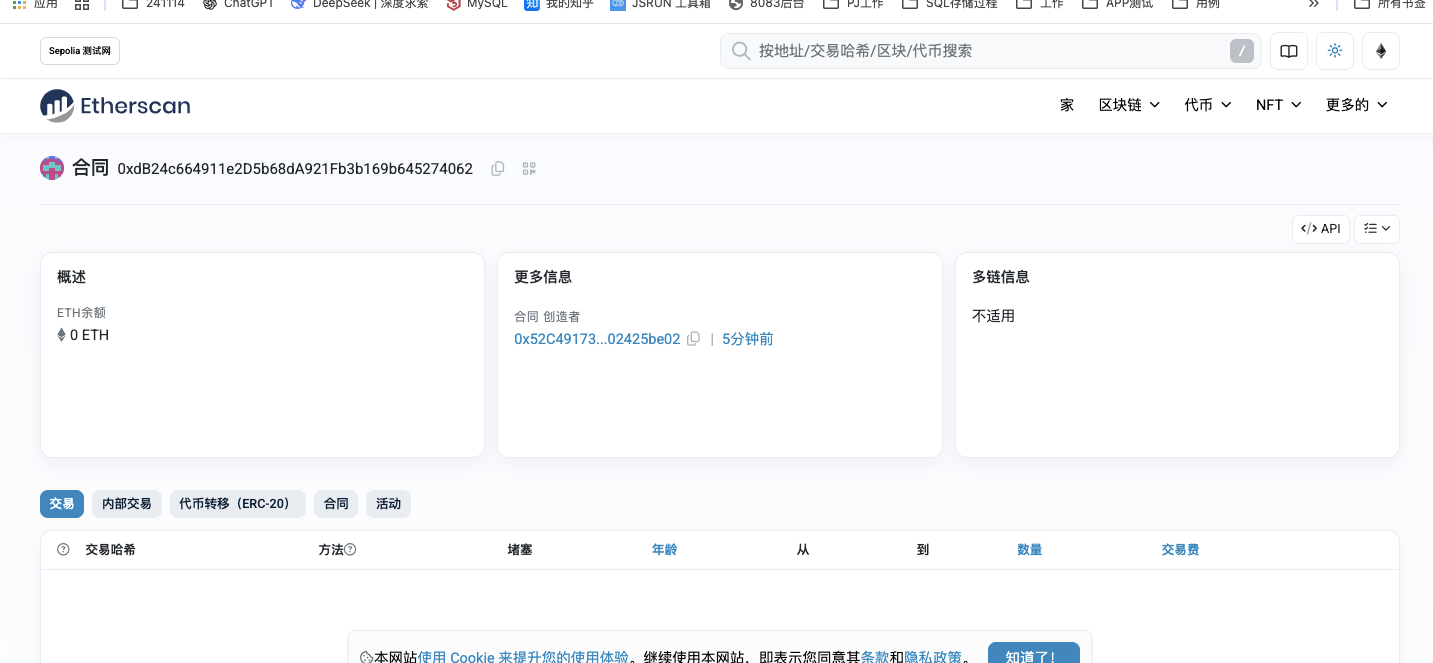 应用 241114 ChatGPT DeepSeek | 深度求索 MySQL 知 我的知乎 JSRUN 工具箱 8083后台 PJ工作 SQL存储过程 工作 APP测试 用例 » 所有书签
Sepolia 测试网
按地址/交易哈希/区块/代币搜索 /
Etherscan
家 区块链 代币 NFT 更多的
合同 0xdB24c664911e2D5b68dA921Fb3b169b645274062
</> API
概述
ETH余额
0 ETH
更多信息
合同 创造者
0x52C49173...02425be02 | 5分钟前
多链信息
不适用
交易 内部交易 代币转移（ERC-20） 合同 活动
? 交易哈希 方法? 堵塞 年龄 从 到 数量 交易费
本网站使用 Cookie 来提升您的使用体验。继续使用本网站，即表示您同意其条款和隐私政策。 知道了！